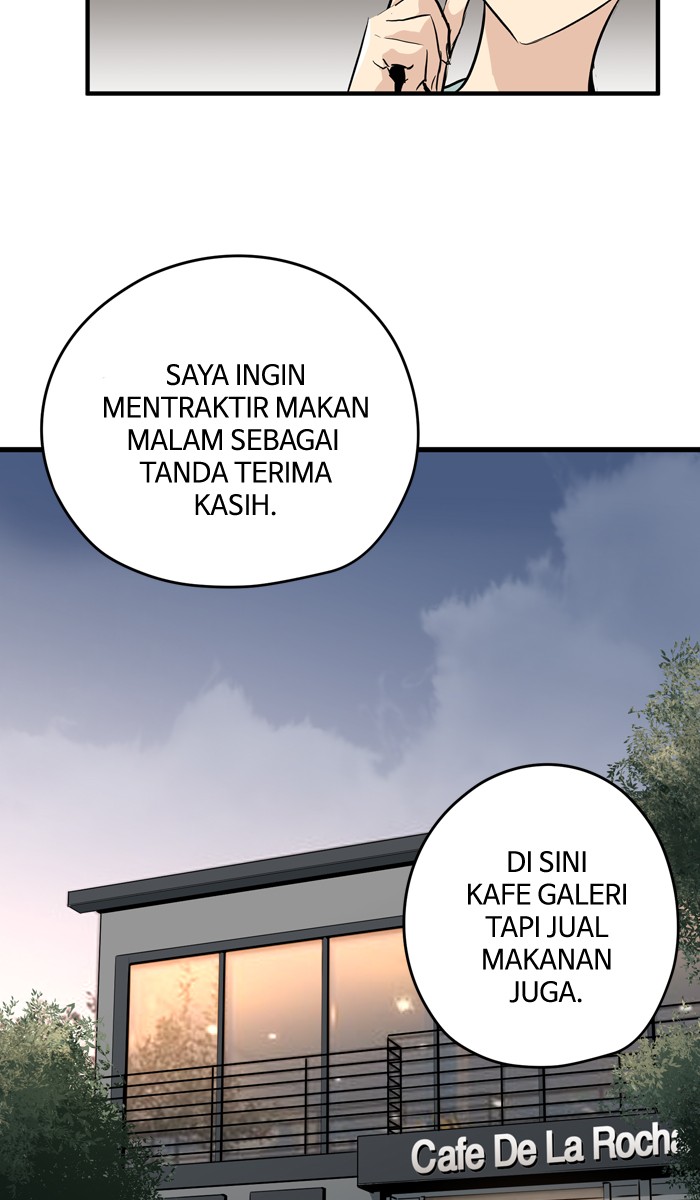 SAYA INGIN
MENTRAKTIR MAKAN
MALAM SEBAGAI
TANDA TERIMA
KASIH.
DI SINI
KAFE GALERI
TAPI JUAL
MAKANAN
JUGA.
Cafe De La Rocha